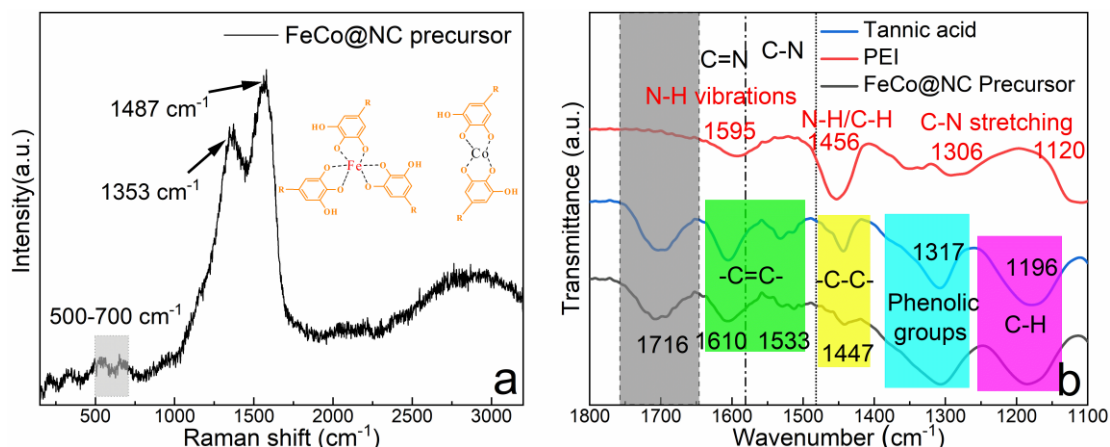 FeCo@NC precursor
1487 cm⁻¹
1353 cm⁻¹
500-700 cm⁻¹
R
HO
O
O
O
O
Fe
O
O
R
OH
OH
R
R
HO
O
O
Co
O
O
OH
R
Intensity(a.u.)
500
1000
1500
2000
2500
3000
Raman shift (cm⁻¹)
a
Tannic acid
PEI
FeCo@NC Precursor
C=N
C-N
N-H vibrations
1595
N-H/C-H
1456
C-N stretching
1306
1120
-C=C-
-C-C-
1317
Phenolic
groups
1196
C-H
1716
1610
1533
1447
Transmittance (a.u.)
1800
1700
1600
1500
1400
1300
1200
1100
Wavenumber (cm⁻¹)
b